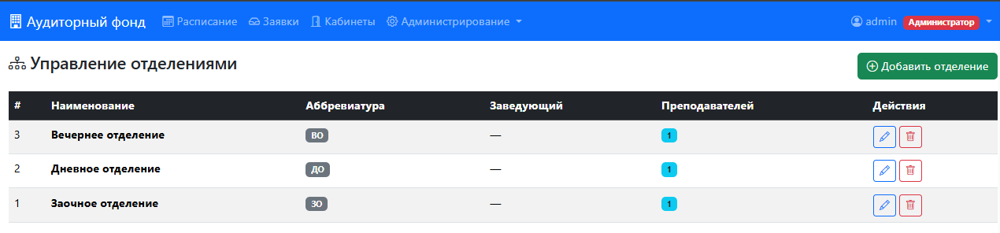 Аудиторный фонд Расписание Заявки Кабинеты Администрирование admin Администратор
Управление отделениями Добавить отделение
# Наименование Аббревиатура Заведующий Преподавателей Действия
3 Вечернее отделение ВО — 1
2 Дневное отделение ДО — 1
1 Заочное отделение ЗО — 1